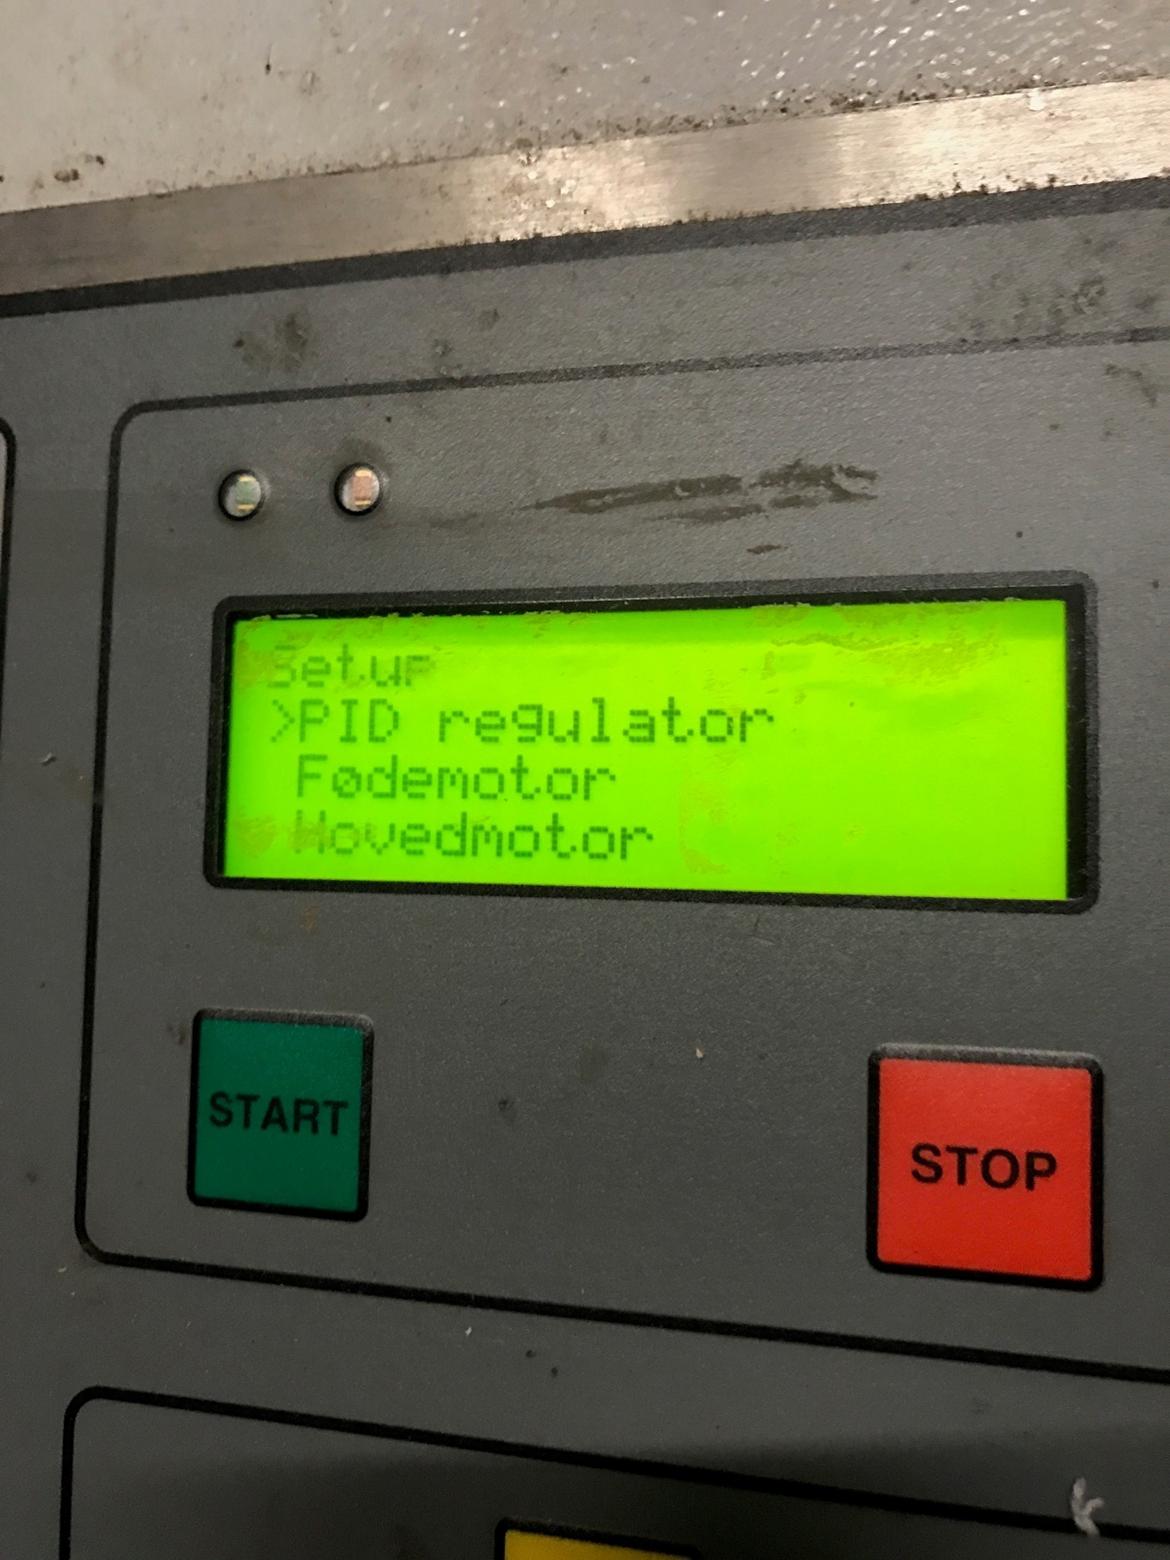 Setup
>PID regulator
Fødemotor
Hovedmotor
START
STOP